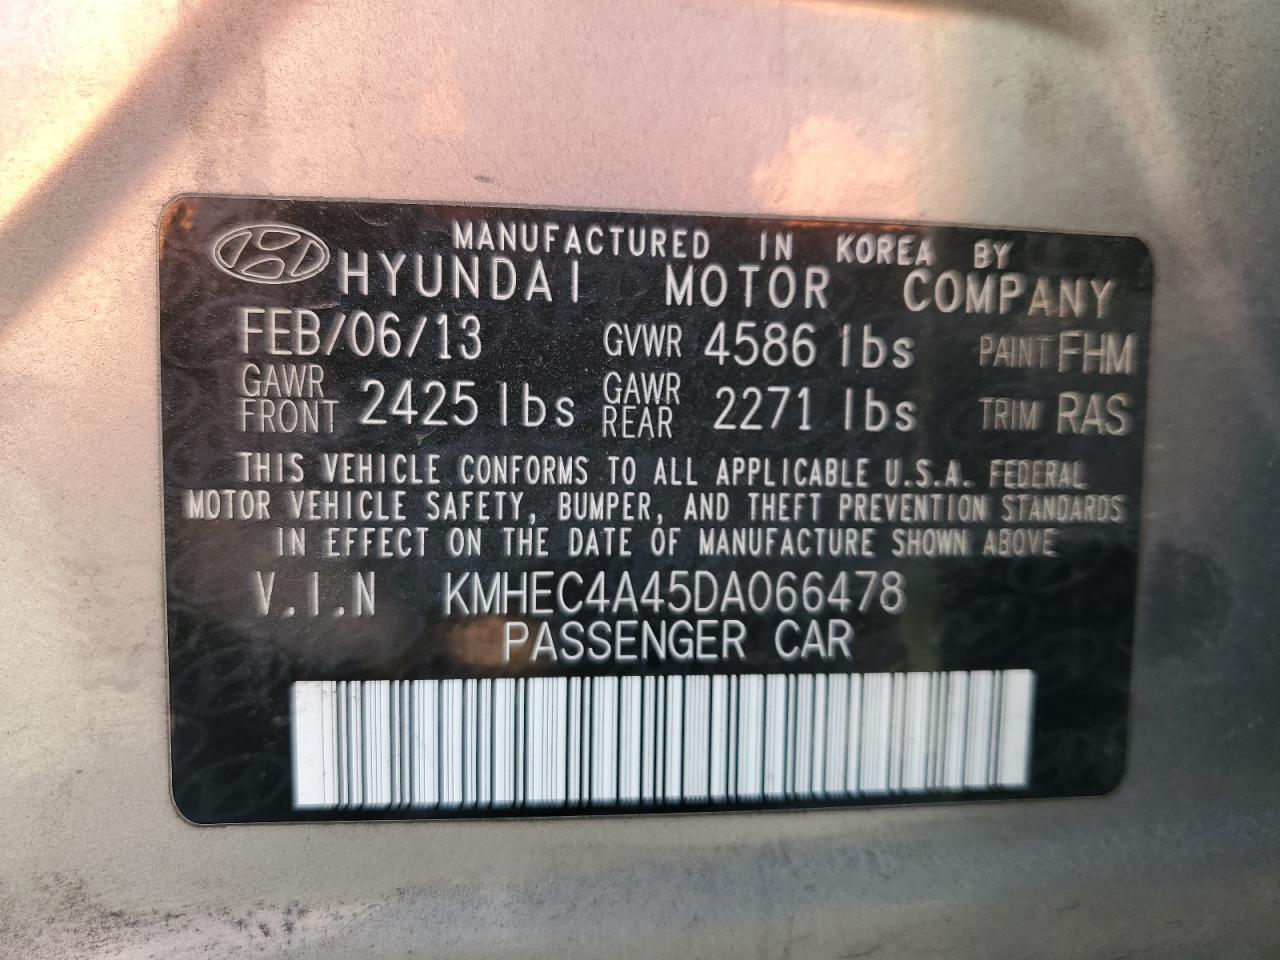 MANUFACTURED IN KOREA BY
HYUNDAI MOTOR COMPANY
FEB/06/13 GVWR 4586 lbs PAINT FHM
GAWR FRONT 2425 lbs GAWR REAR 2271 lbs TRIM RAS
THIS VEHICLE CONFORMS TO ALL APPLICABLE U.S.A. FEDERAL
MOTOR VEHICLE SAFETY, BUMPER, AND THEFT PREVENTION STANDARDS
IN EFFECT ON THE DATE OF MANUFACTURE SHOWN ABOVE
V.I.N KMHEC4A45DA066478
PASSENGER CAR